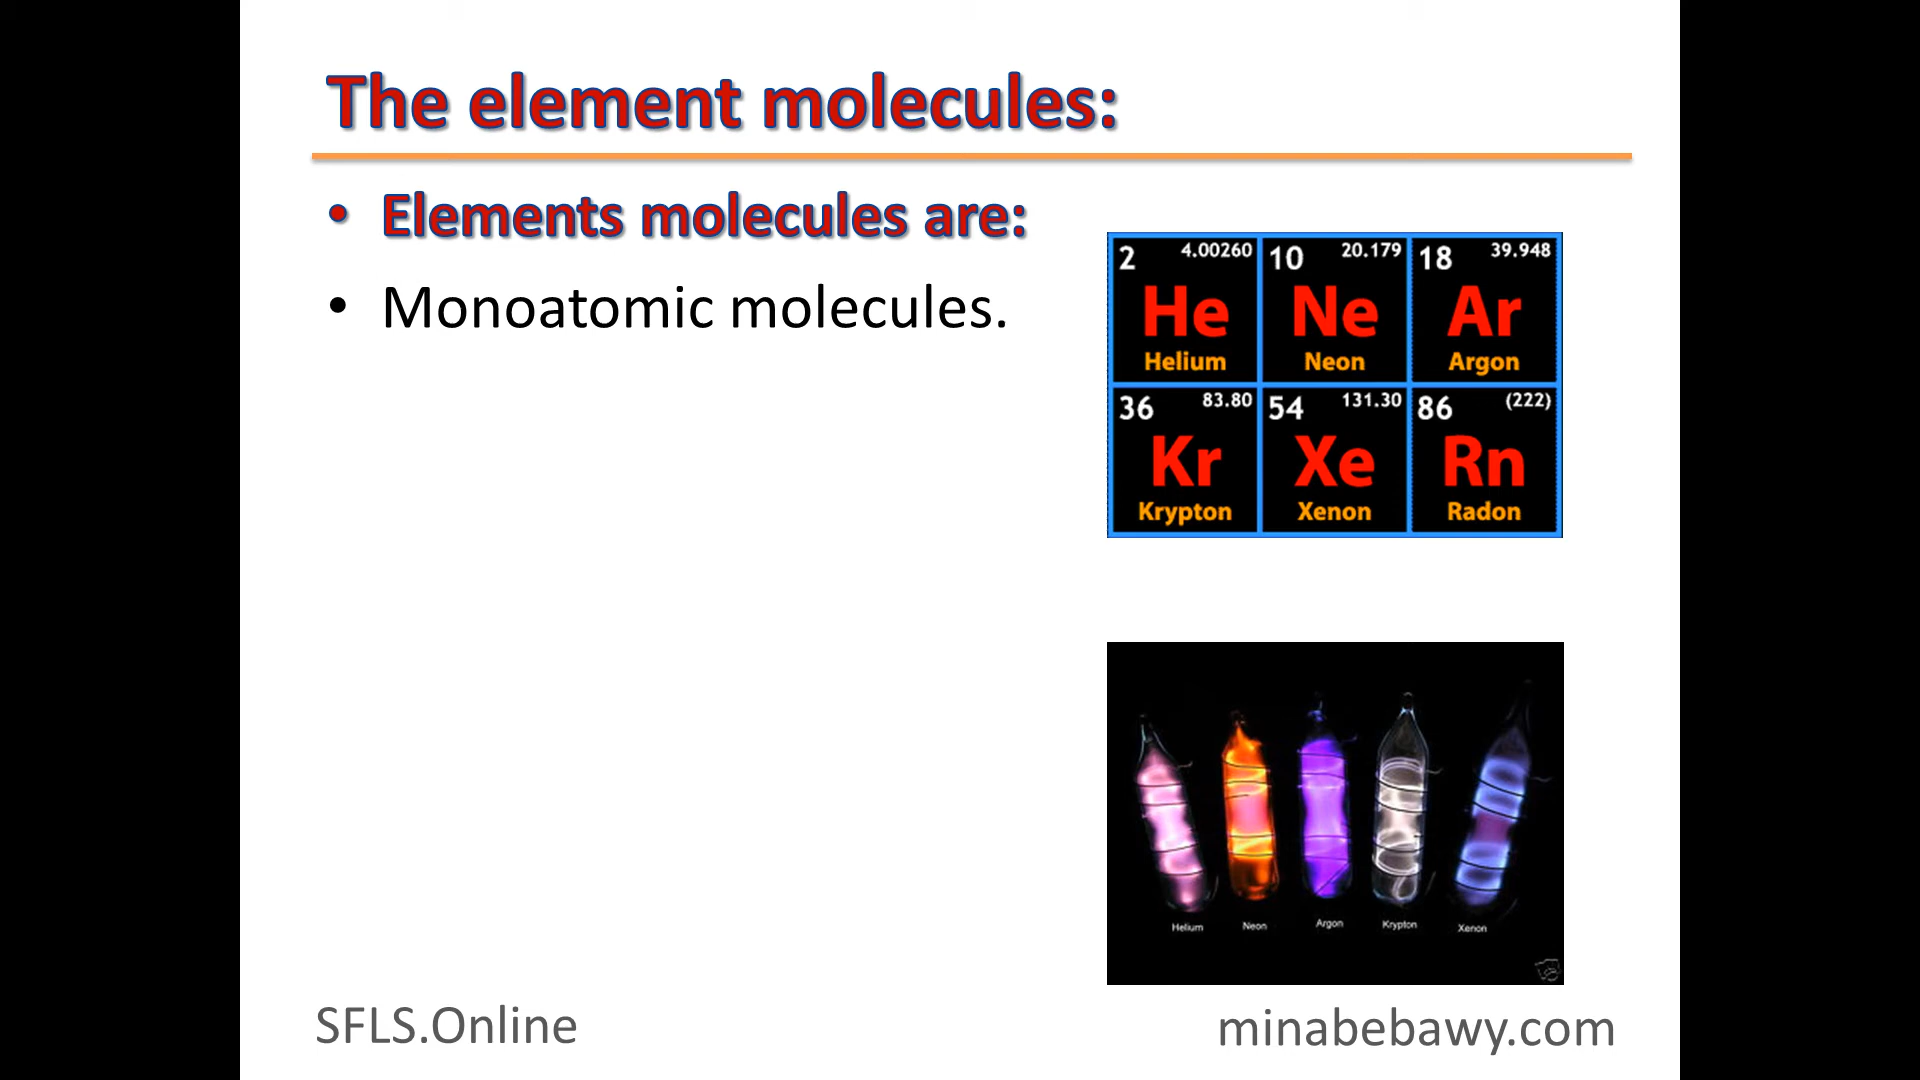 The element molecules:
• Elements molecules are:
• Monoatomic molecules.
2 4.00260 10 20.179 18 39.948
He Ne Ar
Helium Neon Argon
36 83.80 54 131.30 86 (222)
Kr Xe Rn
Krypton Xenon Radon
Helium Neon Argon Krypton Xenon
SFLS.Online
minabebawy.com